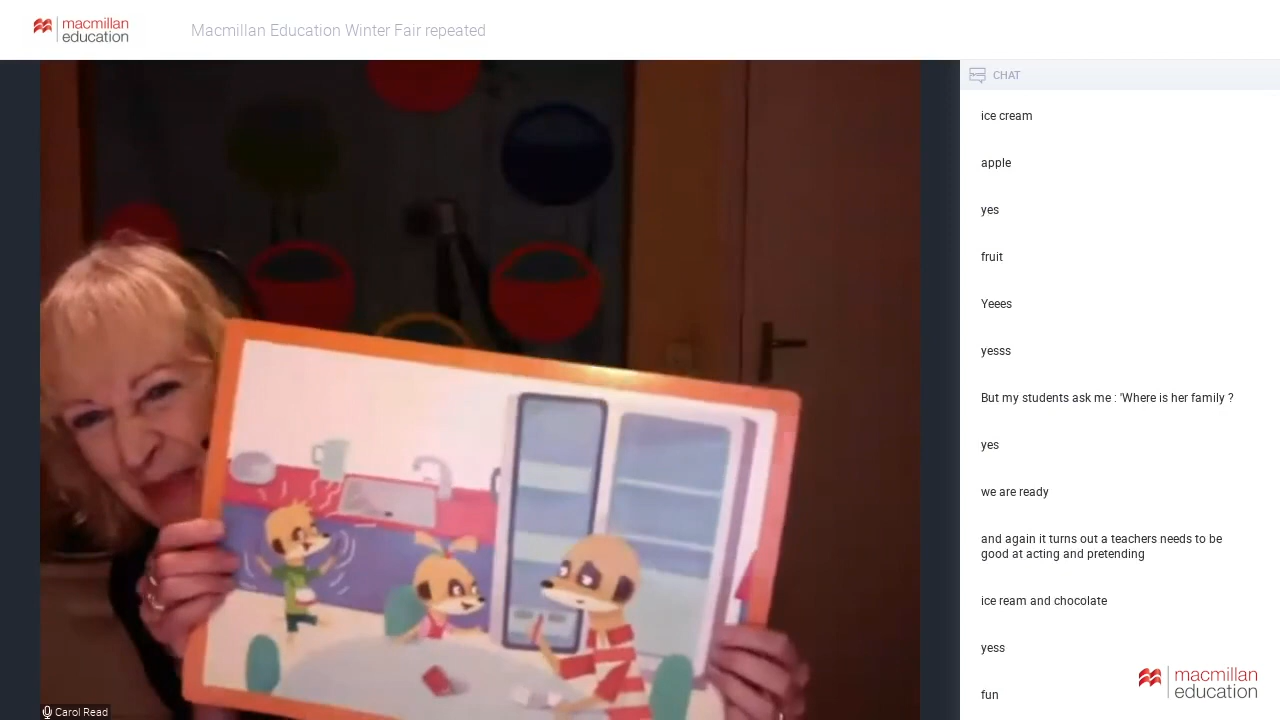 macmillan
education
Macmillan Education Winter Fair repeated
CHAT
ice cream
apple
yes
fruit
Yeees
yesss
But my students ask me : 'Where is her family ?
yes
we are ready
and again it turns out a teachers needs to be
good at acting and pretending
ice ream and chocolate
yess
fun
macmillan
education
Carol Read